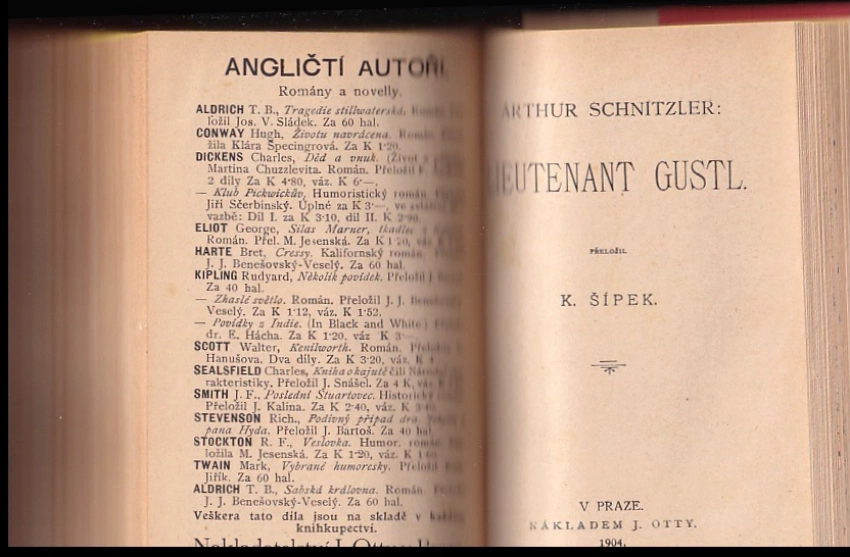 ANGLIČTÍ AUTOŘI.
Romány a novelly.
ALDRICH T. B., Tragedie stillwaterská.
ložil Jos. V. Sládek. Za 60 hal.
CONWAY Hugh, Životu navrácena.
žila Klára Špecingrová. Za K 1·20.
DICKENS Charles, Děd a vnuk. (Život
Martina Chuzzlevita. Román. Přeložil
2 díly Za K 4·80, váz. K 6·—.
— Klub Pickwickův, Humoristický román
Jiří Sčerbinský. Úplné za K 3·—, ve
vazbě: Díl I. za K 3·10, díl II. K 2·90.
ELIOT George, Silas Marner, tkadlec
Román. Přel. M. Jesenská. Za K 1·20, váz.
HARTE Bret, Cressy. Kalifornský román.
J. J. Benešovský-Veselý. Za 60 hal.
KIPLING Rudyard, Několik povídek. Přeložil
Za 40 hal.
— Zhaslé světlo. Román. Přeložil J. J.
Veselý. Za K 1·12, váz. K 1·52.
— Povídky z Indie. (In Black and White)
dr. E. Hácha. Za K 1·20, váz. K
SCOTT Walter, Kenilworth. Román.
Hanušova. Dva díly. Za K 3·20, váz. K
SEALSFIELD Charles, Kniha o kajutě čili
rakteristiky. Přeložil J. Snášel. Za 4 K,
SMITH J. F., Poslední Stuartovec.
Přeložil J. Kalina. Za K 2·40, váz. K
STEVENSON Rich., Podivný případ dra.
pana Hyda. Přeložil J. Bartoš. Za 40 hal.
STOCKTON R. F., Veslovka. Humor. román
ložila M. Jesenská. Za K 1·20, váz. K
TWAIN Mark, Vybrané humoresky. Přeložil
Jiřík. Za 60 hal.
ALDRICH T. B., Sabská královna. Román.
J. J. Benešovský-Veselý. Za 60 hal.
Veškera tato díla jsou na skladě v
knihkupectví.
Nakladatelství J. Otty v
ARTHUR SCHNITZLER:
LIEUTENANT GUSTL.
PŘELOŽIL
K. ŠÍPEK.
V PRAZE.
NÁKLADEM J. OTTY.
1904.